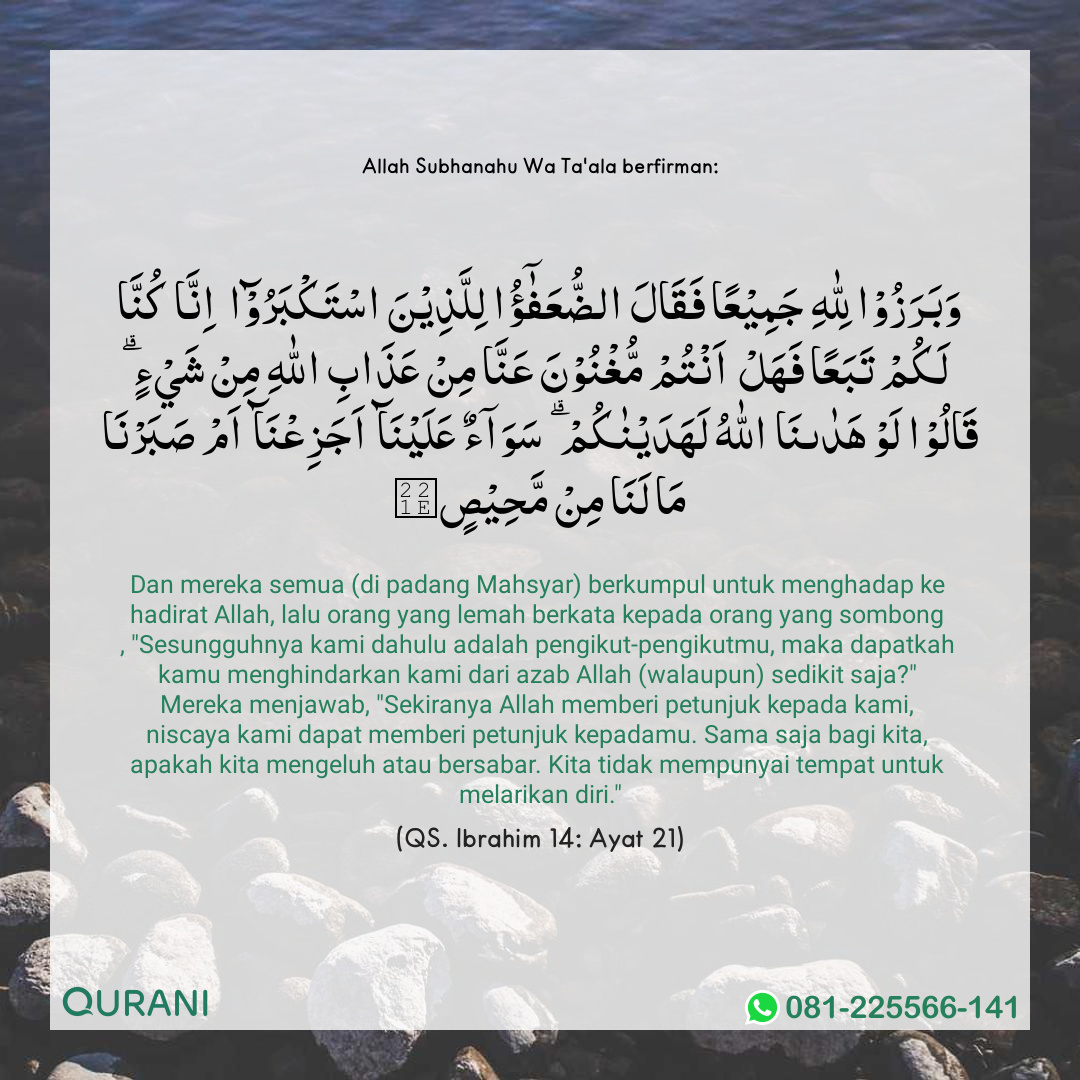 Allah Subhanahu Wa Ta'ala berfirman:
وَبَرَزُوْا لِلّٰهِ جَمِيْعًا فَقَالَ الضُّعَفٰٓؤُا لِلَّذِيْنَ اسْتَكْبَرُوْۤا اِنَّا كُنَّا
لَكُمْ تَبَعًا فَهَلْ اَنْتُمْ مُّغْنُوْنَ عَنَّا مِنْ عَذَابِ اللّٰهِ مِنْ شَيْءٍ ۗ
قَالُوْا لَوْ هَدٰٮنَا اللّٰهُ لَهَدَيْنٰكُمْ ۗ سَوَآءٌ عَلَيْنَاۤ اَجَزِعْنَاۤ اَمْ صَبَرْنَا
مَا لَنَا مِنْ مَّحِيْصٍ
Dan mereka semua (di padang Mahsyar) berkumpul untuk menghadap ke
hadirat Allah, lalu orang yang lemah berkata kepada orang yang sombong
, "Sesungguhnya kami dahulu adalah pengikut-pengikutmu, maka dapatkah
kamu menghindarkan kami dari azab Allah (walaupun) sedikit saja?"
Mereka menjawab, "Sekiranya Allah memberi petunjuk kepada kami,
niscaya kami dapat memberi petunjuk kepadamu. Sama saja bagi kita,
apakah kita mengeluh atau bersabar. Kita tidak mempunyai tempat untuk
melarikan diri."
(QS. Ibrahim 14: Ayat 21)
QURANI
081-225566-141